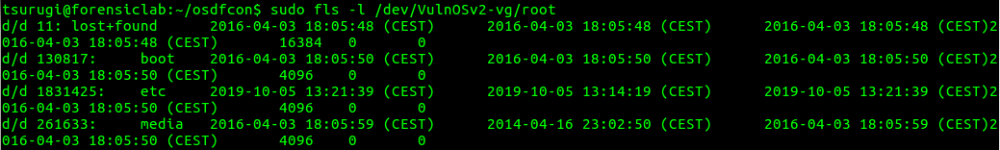 tsurugi@forensiclab:~/osdfcon$ sudo fls -l /dev/VulnOSv2-vg/root
d/d 11: lost+found      2016-04-03 18:05:48 (CEST)      2016-04-03 18:05:48 (CEST)      2016-04-03 18:05:48 (CEST)2
016-04-03 18:05:48 (CEST)       16384   0       0
d/d 130817:     boot    2016-04-03 18:05:50 (CEST)      2016-04-03 18:05:50 (CEST)      2016-04-03 18:05:50 (CEST)2
016-04-03 18:05:50 (CEST)       4096    0       0
d/d 1831425:    etc     2019-10-05 13:21:39 (CEST)      2019-10-05 13:14:19 (CEST)      2019-10-05 13:21:39 (CEST)2
016-04-03 18:05:50 (CEST)       4096    0       0
d/d 261633:     media   2016-04-03 18:05:59 (CEST)      2014-04-16 23:02:50 (CEST)      2016-04-03 18:05:59 (CEST)2
016-04-03 18:05:50 (CEST)       4096    0       0